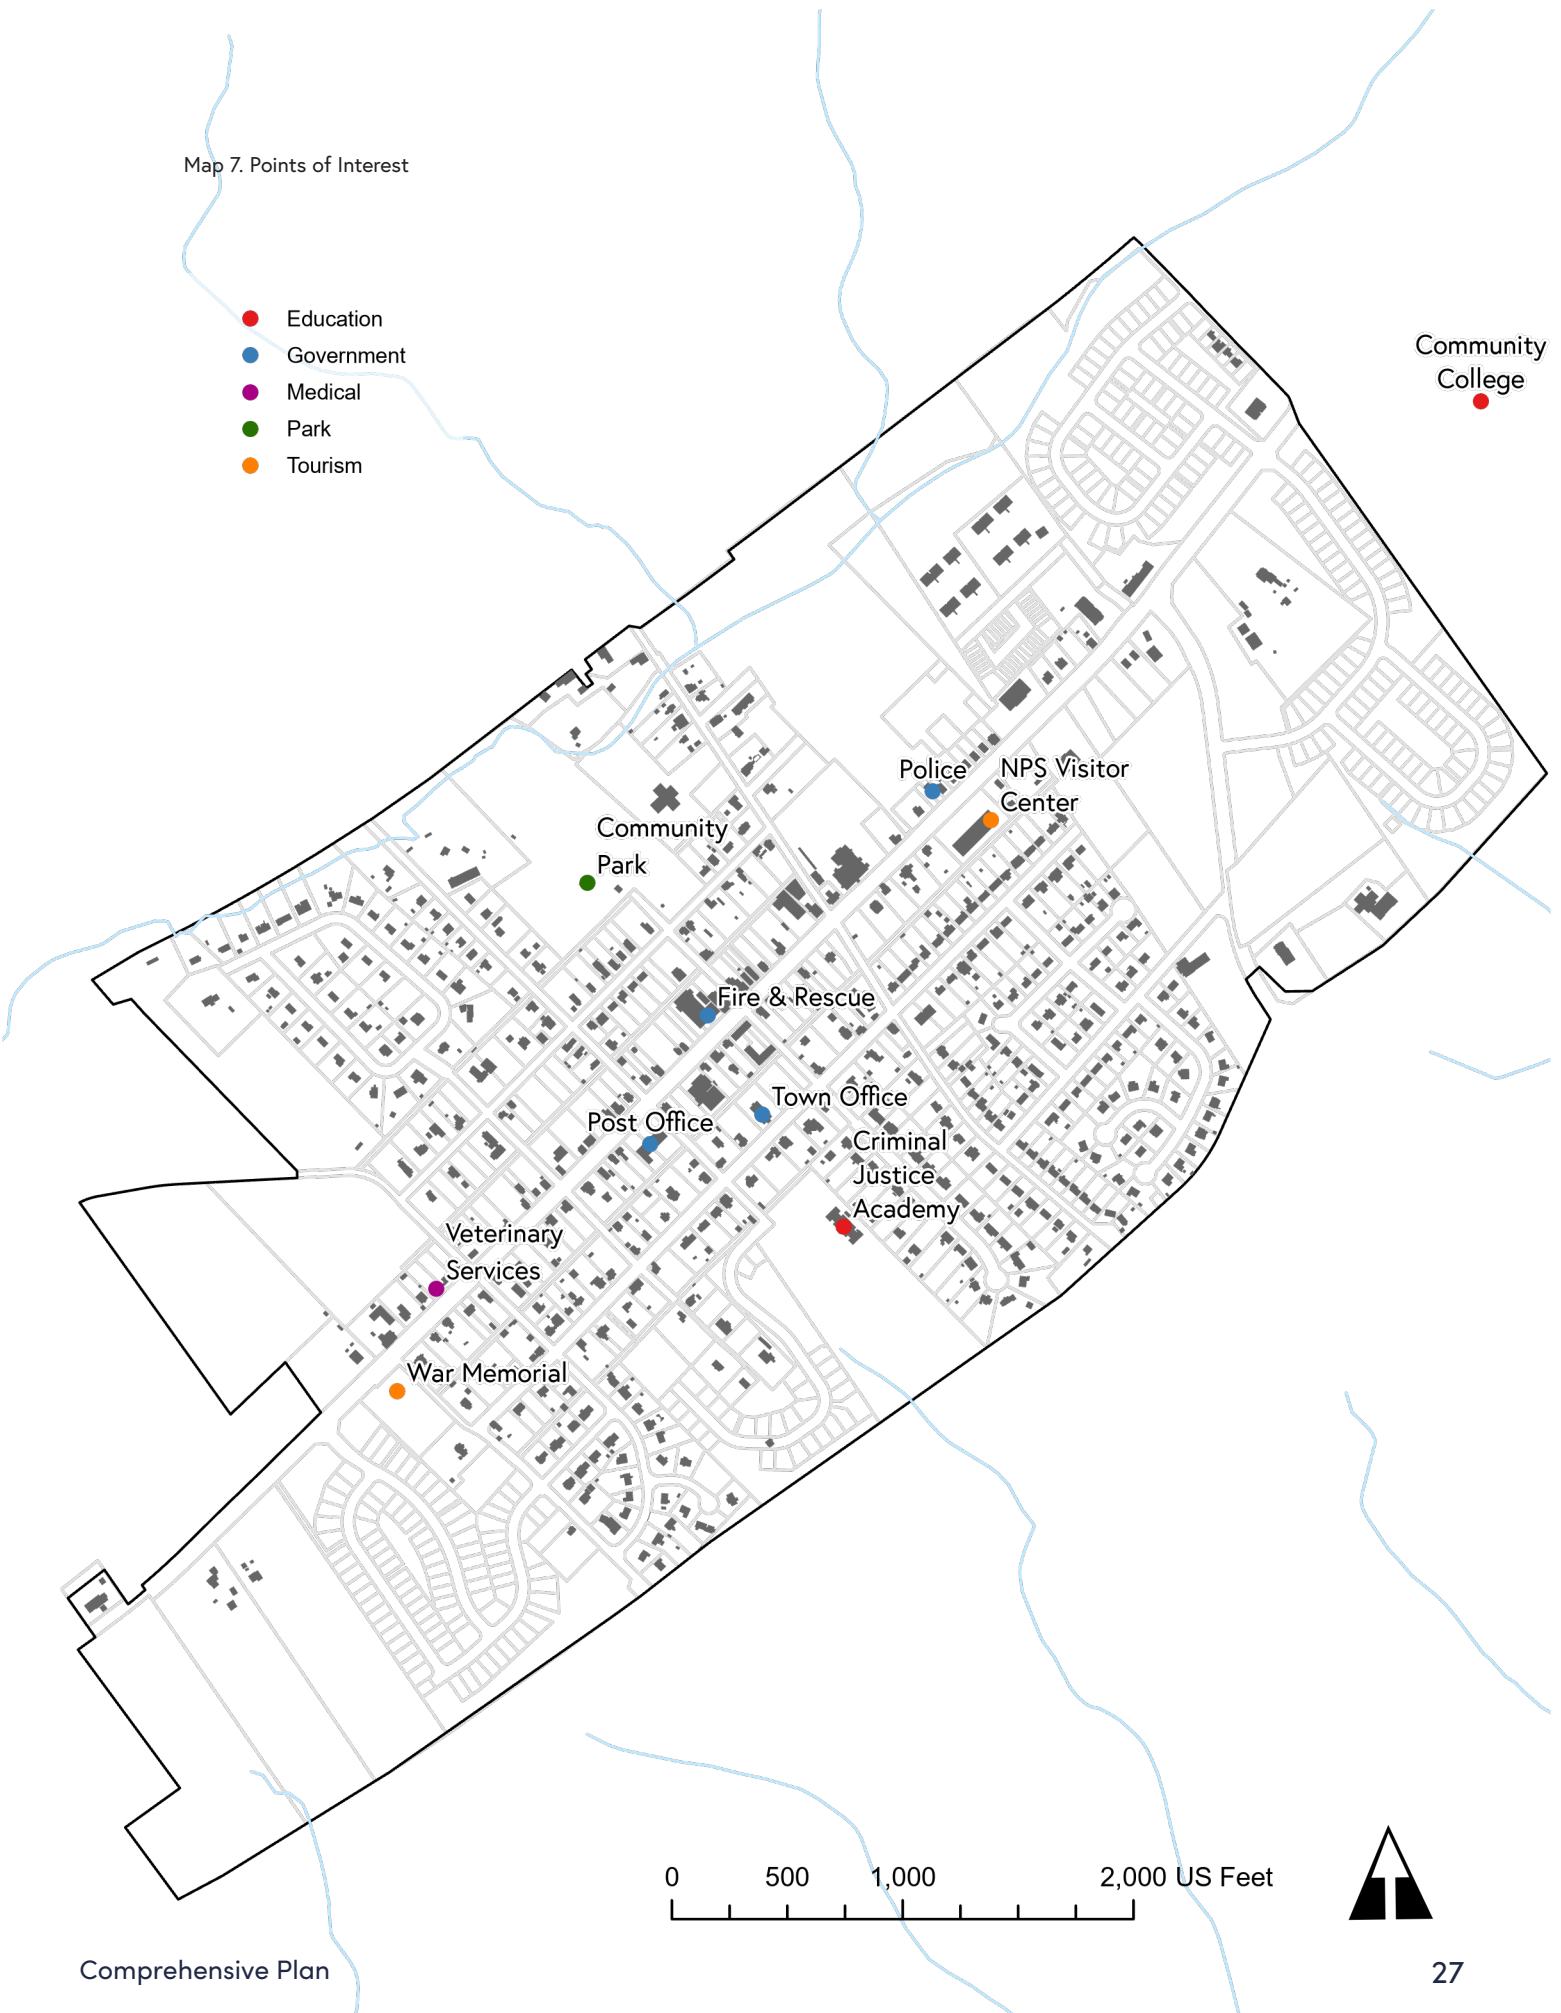 Map 7. Points of Interest
Education
Government
Medical
Park
Tourism
Community
College
Police
NPS Visitor
Center
Community
Park
Fire & Rescue
Town Office
Post Office
Criminal
Justice
Academy
Veterinary
Services
War Memorial
0 500 1,000 2,000 US Feet
Comprehensive Plan
27